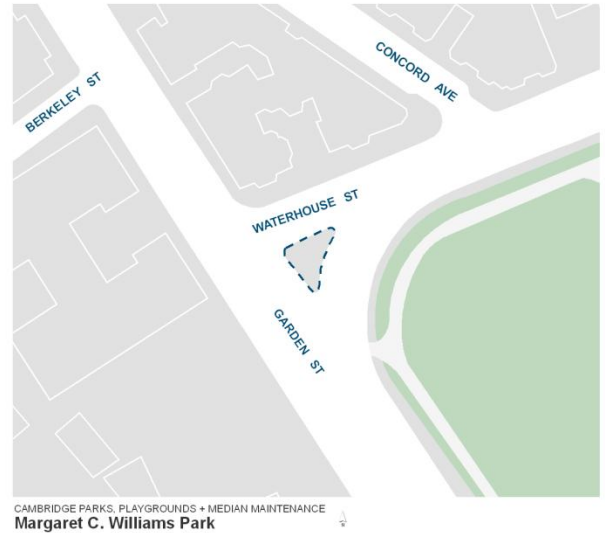 CONCORD AVE
BERKELEY ST
WATERHOUSE ST
GARDEN ST
CAMBRIDGE PARKS, PLAYGROUNDS + MEDIAN MAINTENANCE
Margaret C. Williams Park